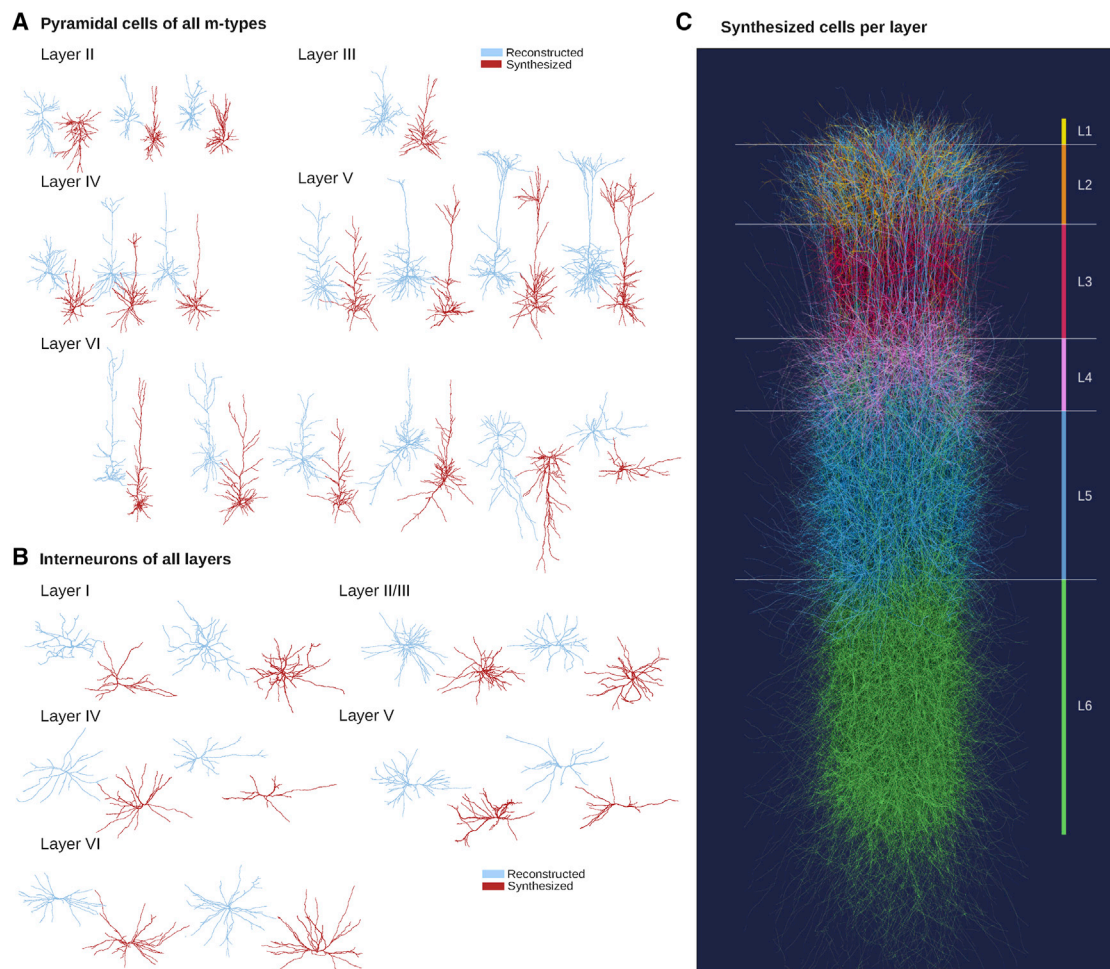 A Pyramidal cells of all m-types
Layer II
Layer III
Reconstructed
Synthesized
Layer IV
Layer V
Layer VI
B Interneurons of all layers
Layer I
Layer II/III
Layer IV
Layer V
Layer VI
Reconstructed
Synthesized
C Synthesized cells per layer
L1
L2
L3
L4
L5
L6